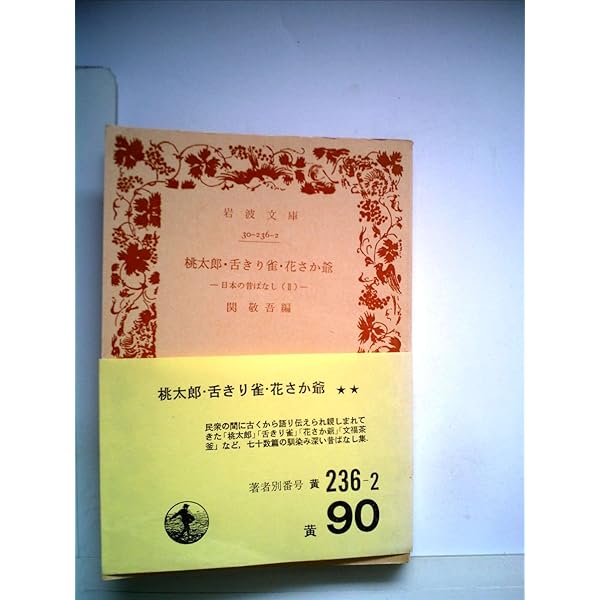 岩波文庫
30-236-2
桃太郎・舌きり雀・花さか爺
—日本の昔ばなし(Ⅱ)—
関敬吾編
桃太郎・舌きり雀・花さか爺 ★★
民衆の間に古くから語り伝えられ親しまれて
きた「桃太郎」「舌きり雀」「花さか爺」「文福茶
釜」など、七十数篇の馴染み深い昔ばなし集.
著者別番号 黄 236-2
黄 90